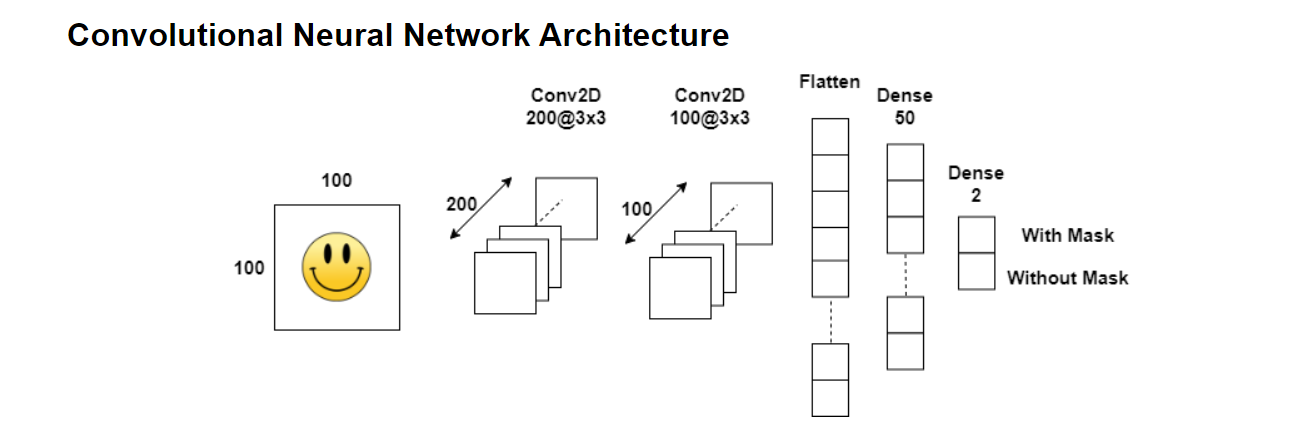 Convolutional Neural Network Architecture
Conv2D
200@3x3
Conv2D
100@3x3
Flatten
Dense
50
Dense
2
100
100
200
100
With Mask
Without Mask